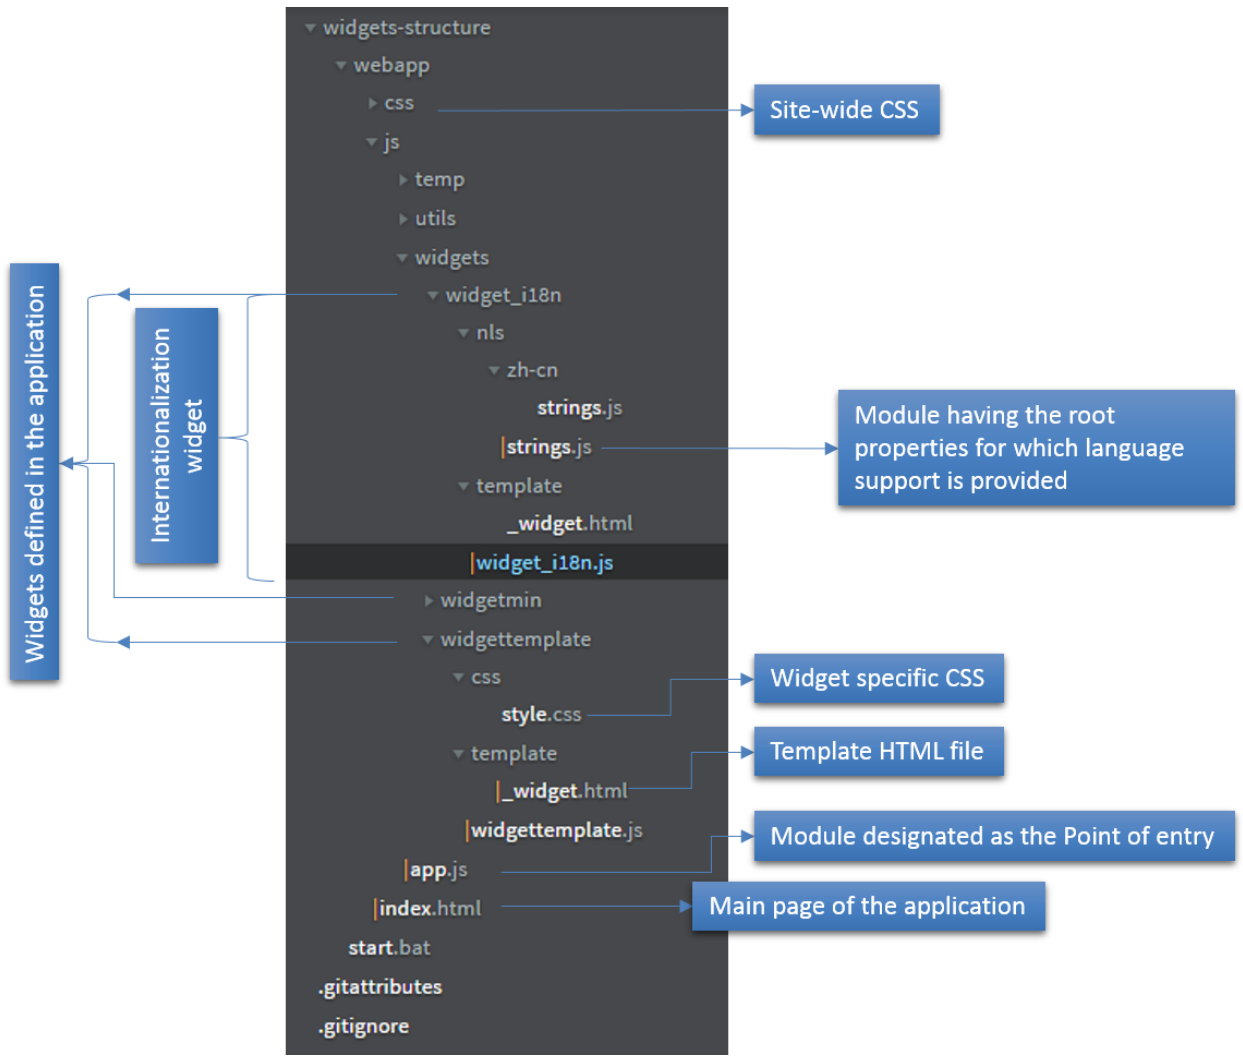 widgets-structure
webapp
css
Site-wide CSS
js
temp
utils
widgets
widget_i18n
nls
zh-cn
strings.js
strings.js
Module having the root
properties for which language
support is provided
template
_widget.html
widget_i18n.js
Widgets defined in the application
Internationalization
widget
widgetmin
widgettemplate
css
Widget specific CSS
style.css
template
Template HTML file
_widget.html
widgettemplate.js
Module designated as the Point of entry
app.js
index.html
Main page of the application
start.bat
.gitattributes
.gitignore